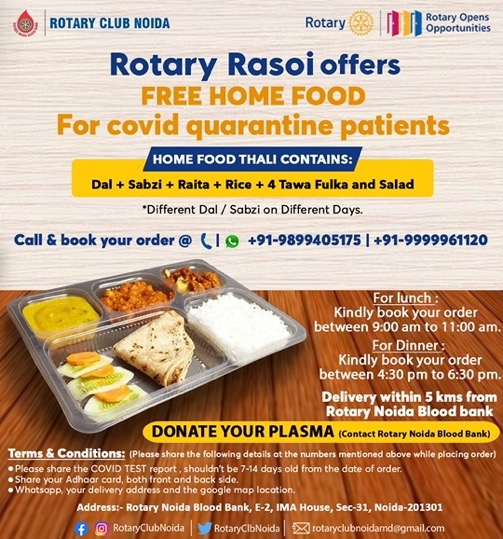 ROTARY CLUB NOIDA
Rotary
Rotary Opens
Opportunities
Rotary Rasoi offers
FREE HOME FOOD
For covid quarantine patients
HOME FOOD THALI CONTAINS:
Dal + Sabzi + Raita + Rice + 4 Tawa Fulka and Salad
*Different Dal / Sabzi on Different Days.
Call & book your order @ | +91-9899405175 | +91-9999961120
For lunch :
Kindly book your order
between 9:00 am to 11:00 am.
For Dinner :
Kindly book your order
between 4:30 pm to 6:30 pm.
Delivery within 5 kms from
Rotary Noida Blood bank
DONATE YOUR PLASMA (Contact Rotary Noida Blood Bank)
Terms & Conditions: (Please share the following details at the numbers mentioned above while placing order)
● Please share the COVID TEST report , shouldn't be 7-14 days old from the date of order.
● Share your Adhaar card, both front and back side.
● Whatsapp, your delivery address and the google map location.
Address:- Rotary Noida Blood Bank, E-2, IMA House, Sec-31, Noida-201301
RotaryClbNoida RotaryClbNoida rotaryclubnoidamd@gmail.com